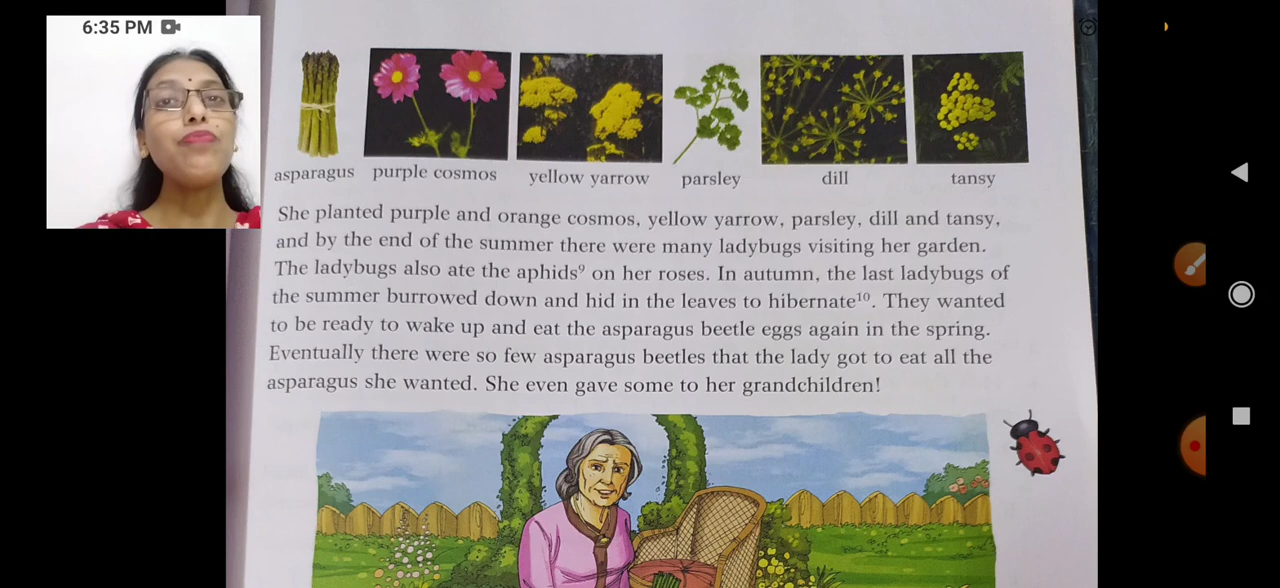 6:35 PM
asparagus purple cosmos yellow yarrow parsley dill tansy
She planted purple and orange cosmos, yellow yarrow, parsley, dill and tansy,
and by the end of the summer there were many ladybugs visiting her garden.
The ladybugs also ate the aphids⁹ on her roses. In autumn, the last ladybugs of
the summer burrowed down and hid in the leaves to hibernate¹⁰. They wanted
to be ready to wake up and eat the asparagus beetle eggs again in the spring.
Eventually there were so few asparagus beetles that the lady got to eat all the
asparagus she wanted. She even gave some to her grandchildren!